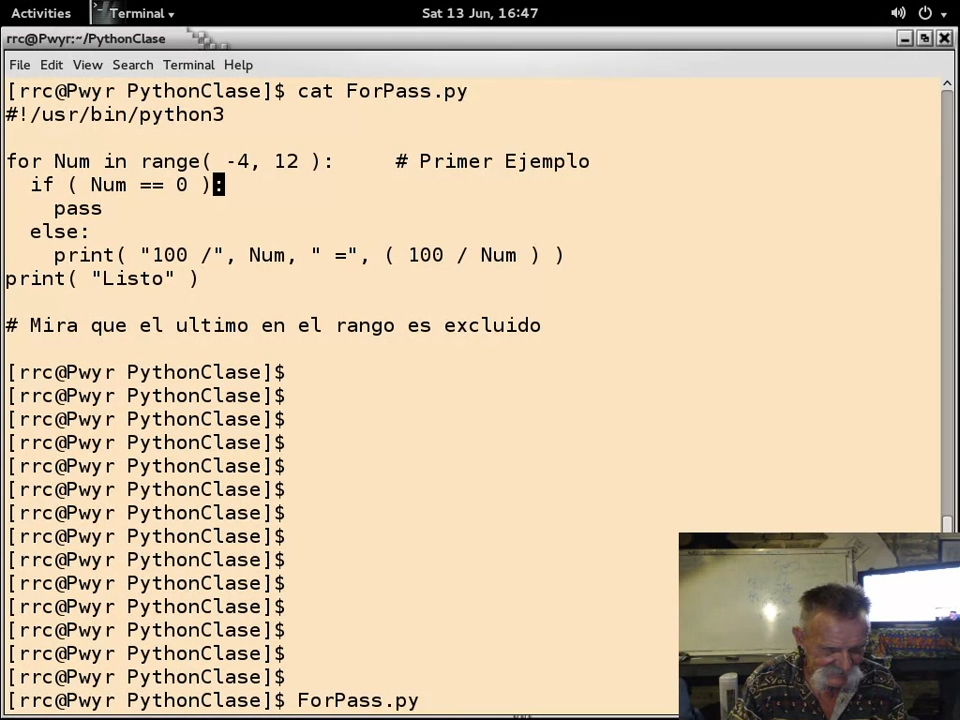 Activities Terminal Sat 13 Jun, 16:47
rrc@Pwyr:~/PythonClase
File Edit View Search Terminal Help
[rrc@Pwyr PythonClase]$ cat ForPass.py
#!/usr/bin/python3
for Num in range( -4, 12 ):     # Primer Ejemplo
  if ( Num == 0 ):
    pass
  else:
    print( "100 /", Num, " =", ( 100 / Num ) )
print( "Listo" )
# Mira que el ultimo en el rango es excluido
[rrc@Pwyr PythonClase]$
[rrc@Pwyr PythonClase]$
[rrc@Pwyr PythonClase]$
[rrc@Pwyr PythonClase]$
[rrc@Pwyr PythonClase]$
[rrc@Pwyr PythonClase]$
[rrc@Pwyr PythonClase]$
[rrc@Pwyr PythonClase]$
[rrc@Pwyr PythonClase]$
[rrc@Pwyr PythonClase]$
[rrc@Pwyr PythonClase]$
[rrc@Pwyr PythonClase]$
[rrc@Pwyr PythonClase]$
[rrc@Pwyr PythonClase]$
[rrc@Pwyr PythonClase]$ ForPass.py